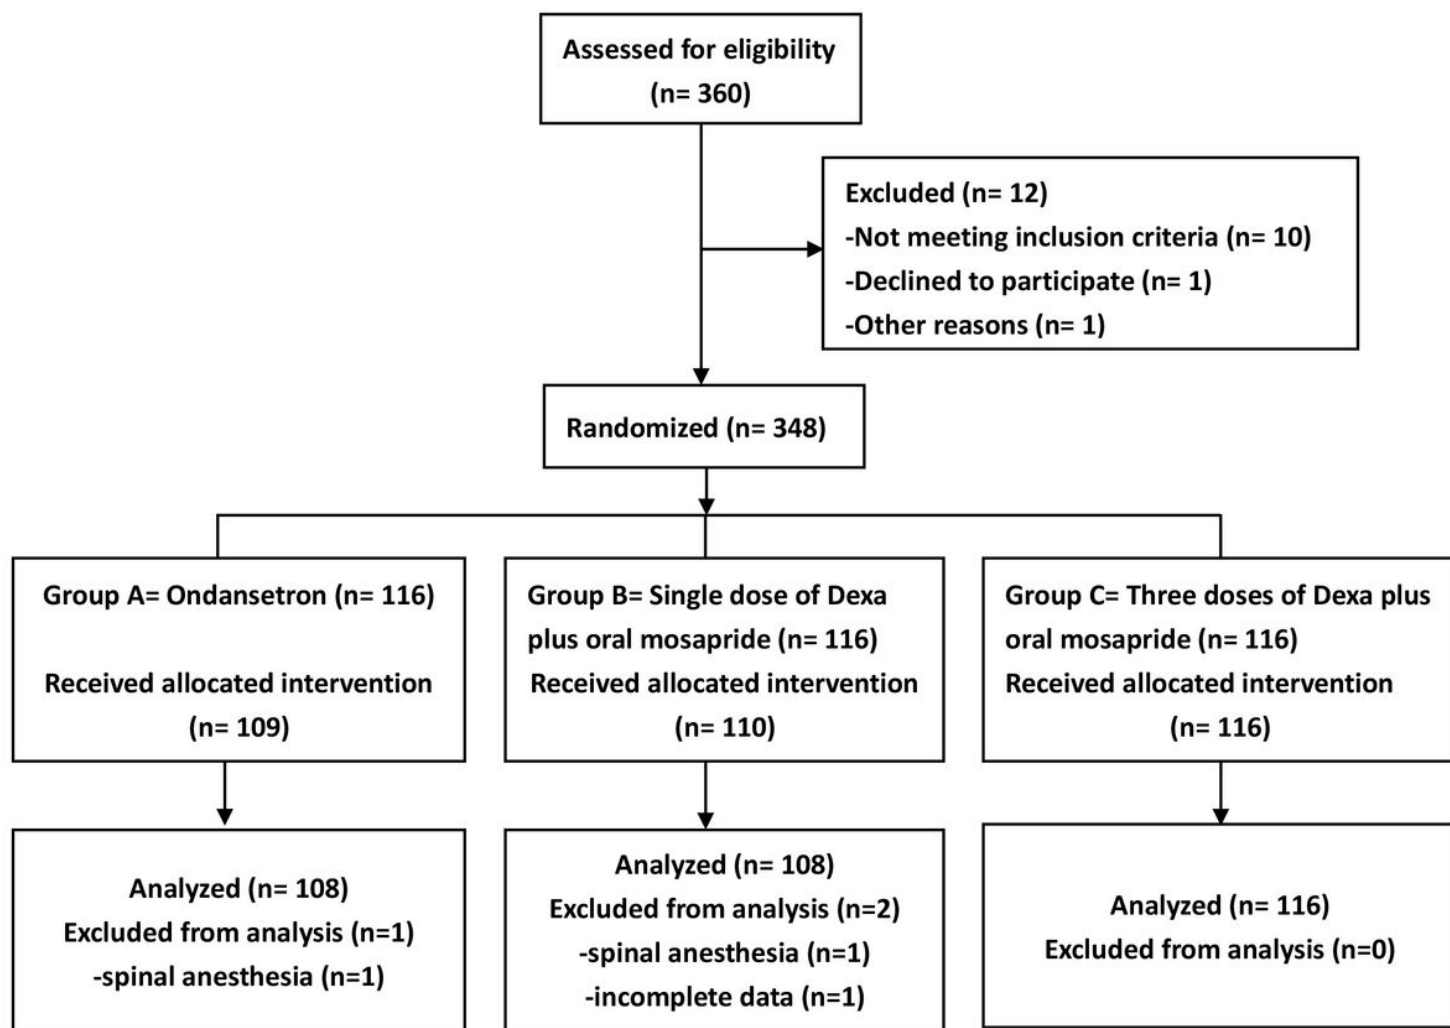 Assessed for eligibility
(n= 360)
Excluded (n= 12)
-Not meeting inclusion criteria (n= 10)
-Declined to participate (n= 1)
-Other reasons (n= 1)
Randomized (n= 348)
Group A= Ondansetron (n= 116)
Received allocated intervention
(n= 109)
Group B= Single dose of Dexa
plus oral mosapride (n= 116)
Received allocated intervention
(n= 110)
Group C= Three doses of Dexa plus
oral mosapride (n= 116)
Received allocated intervention
(n= 116)
Analyzed (n= 108)
Excluded from analysis (n=1)
-spinal anesthesia (n=1)
Analyzed (n= 108)
Excluded from analysis (n=2)
-spinal anesthesia (n=1)
-incomplete data (n=1)
Analyzed (n= 116)
Excluded from analysis (n=0)